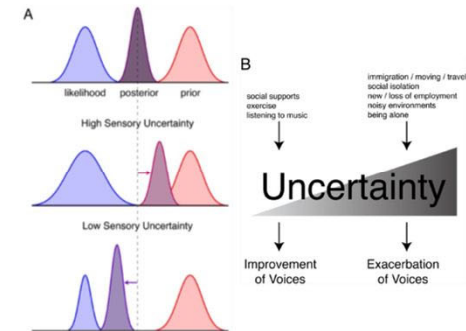 A
likelihood
posterior
prior
High Sensory Uncertainty
Low Sensory Uncertainty
B
social supports
exercise
listening to music
immigration / moving / travel
social isolation
new / loss of employment
noisy environments
being alone
Uncertainty
Improvement
of Voices
Exacerbation
of Voices